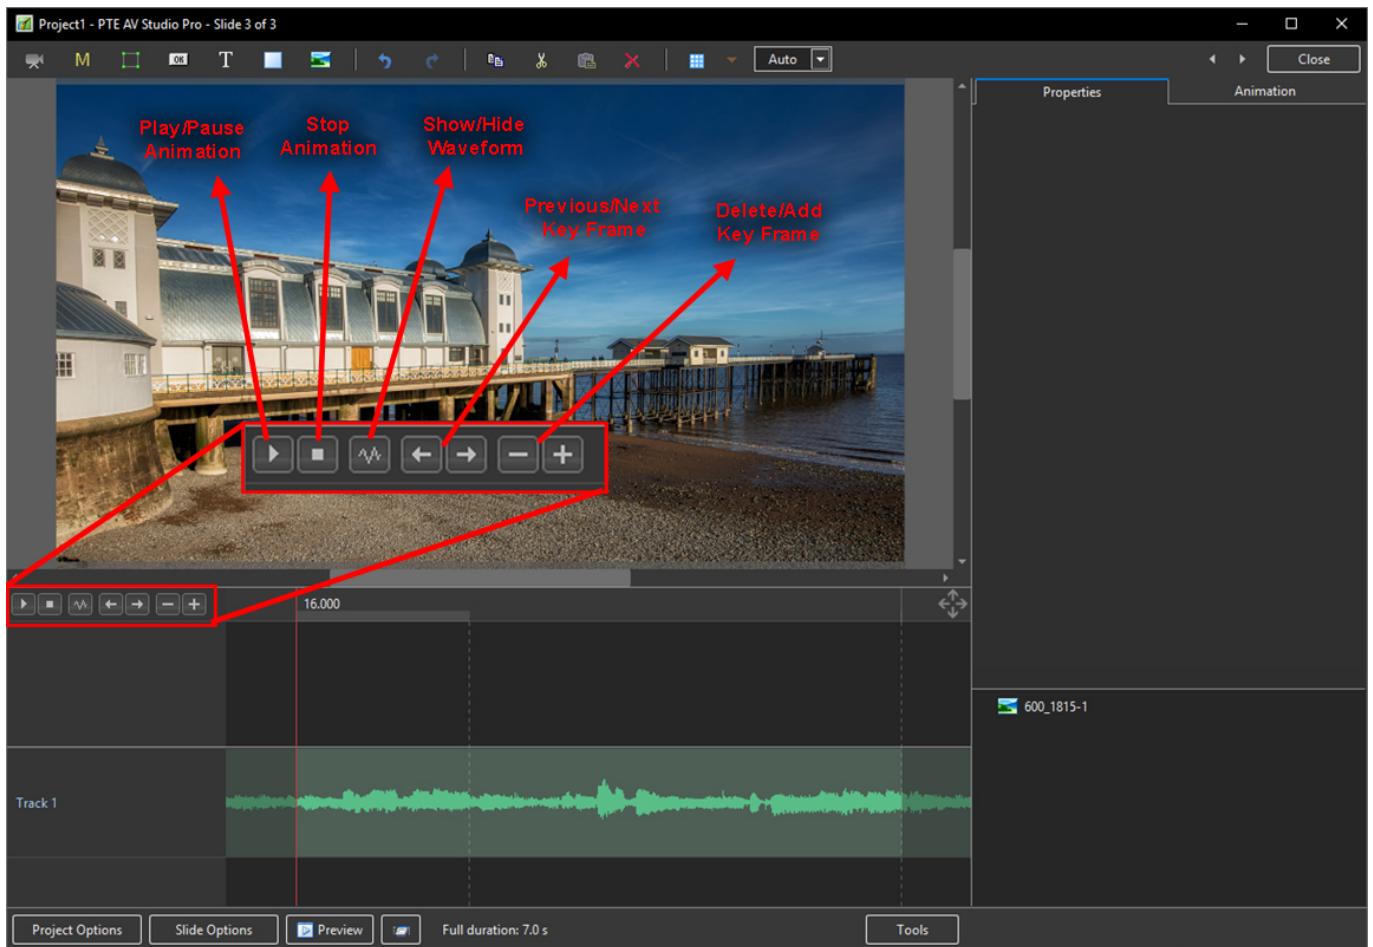 Project1 - PTE AV Studio Pro - Slide 3 of 3
M
OK
T
Auto
Close
Properties
Animation
Play/Pause
Animation
Stop
Animation
Show/Hide
Waveform
Previous/Next
Key Frame
Delete/Add
Key Frame
16.000
600_1815-1
Track 1
Project Options
Slide Options
Preview
Full duration: 7.0 s
Tools